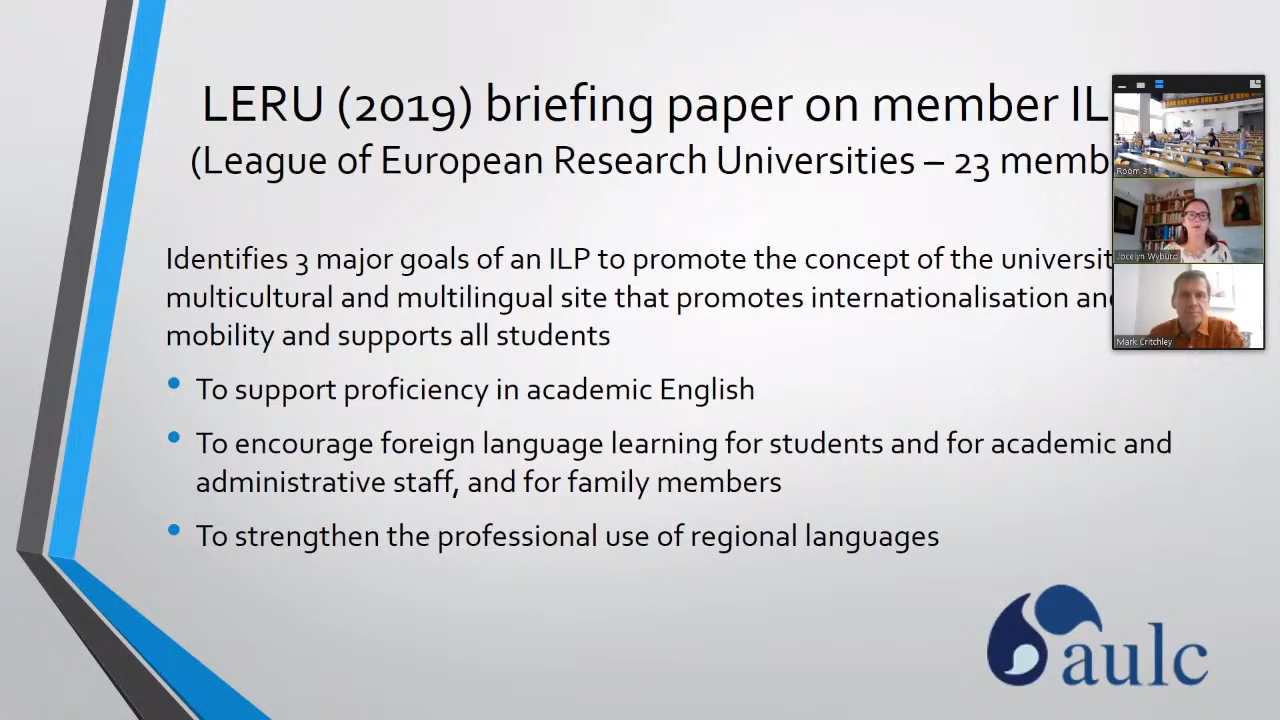 LERU (2019) briefing paper on member IL
(League of European Research Universities – 23 memb
Identifies 3 major goals of an ILP to promote the concept of the universit
multicultural and multilingual site that promotes internationalisation and
mobility and supports all students
• To support proficiency in academic English
• To encourage foreign language learning for students and for academic and
administrative staff, and for family members
• To strengthen the professional use of regional languages
Room 31
Jocelyn Wyburd
Mark Critchley
aulc